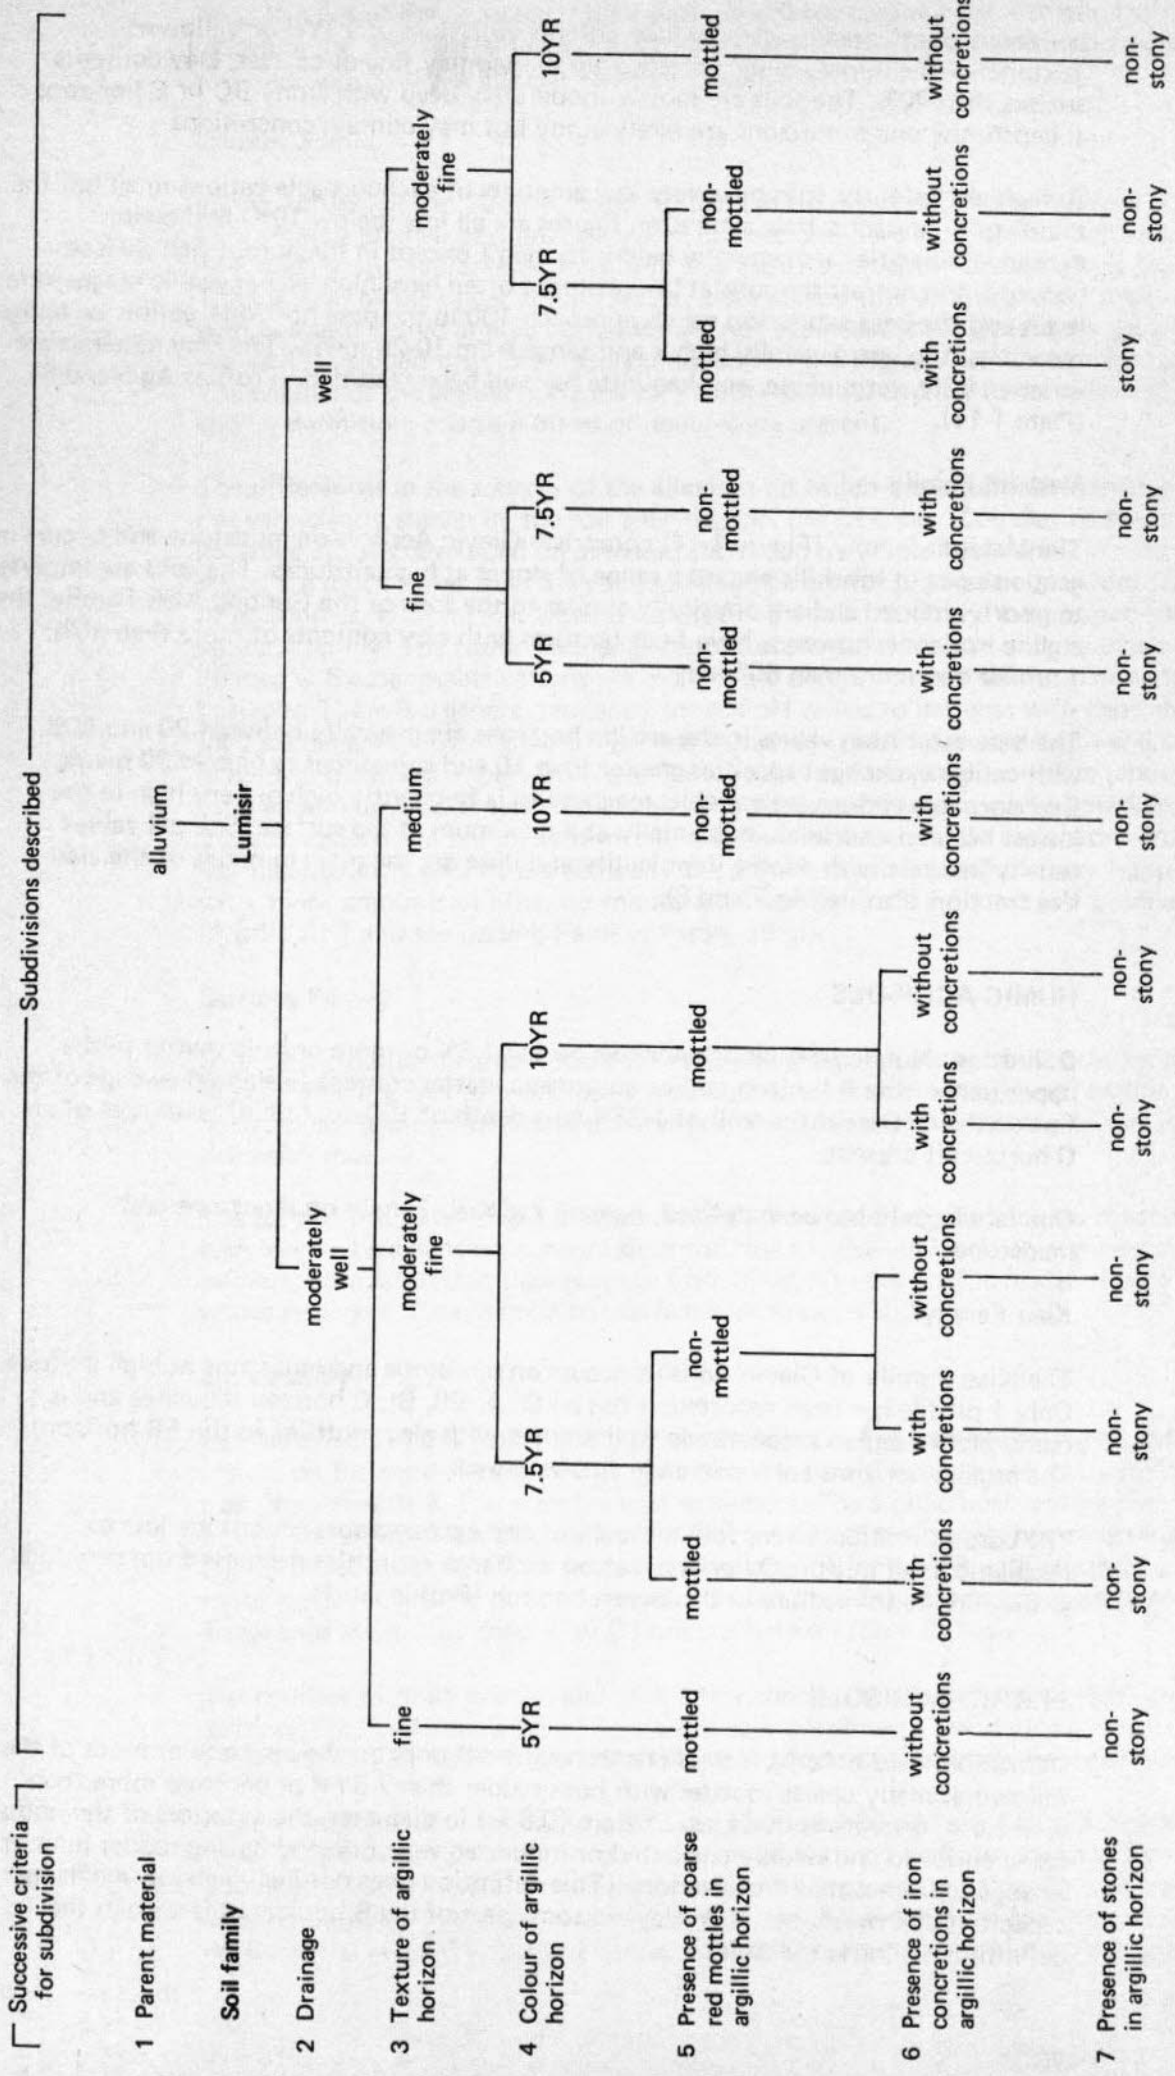 Successive criteria
for subdivision
Subdivisions described
1 Parent material
alluvium
Soil family
Lumisir
2 Drainage
moderately
well
well
3 Texture of argillic
horizon
fine
moderately
fine
medium
fine
moderately
fine
4 Colour of argillic
horizon
5YR
7.5YR
10YR
10YR
5YR
7.5YR
7.5YR
10YR
5 Presence of coarse
red mottles in
argillic horizon
mottled
mottled
non-
mottled
mottled
non-
mottled
non-
mottled
non-
mottled
mottled
non-
mottled
mottled
6 Presence of iron
concretions in
argillic horizon
without
concretions
with
concretions
with
concretions
without
concretions
with
concretions
without
concretions
with
concretions
with
concretions
with
concretions
with
concretions
without
concretions
without
concretions
7 Presence of stones
in argillic horizon
non-
stony
non-
stony
non-
stony
non-
stony
non-
stony
non-
stony
non-
stony
non-
stony
non-
stony
stony
non-
stony
non-
stony